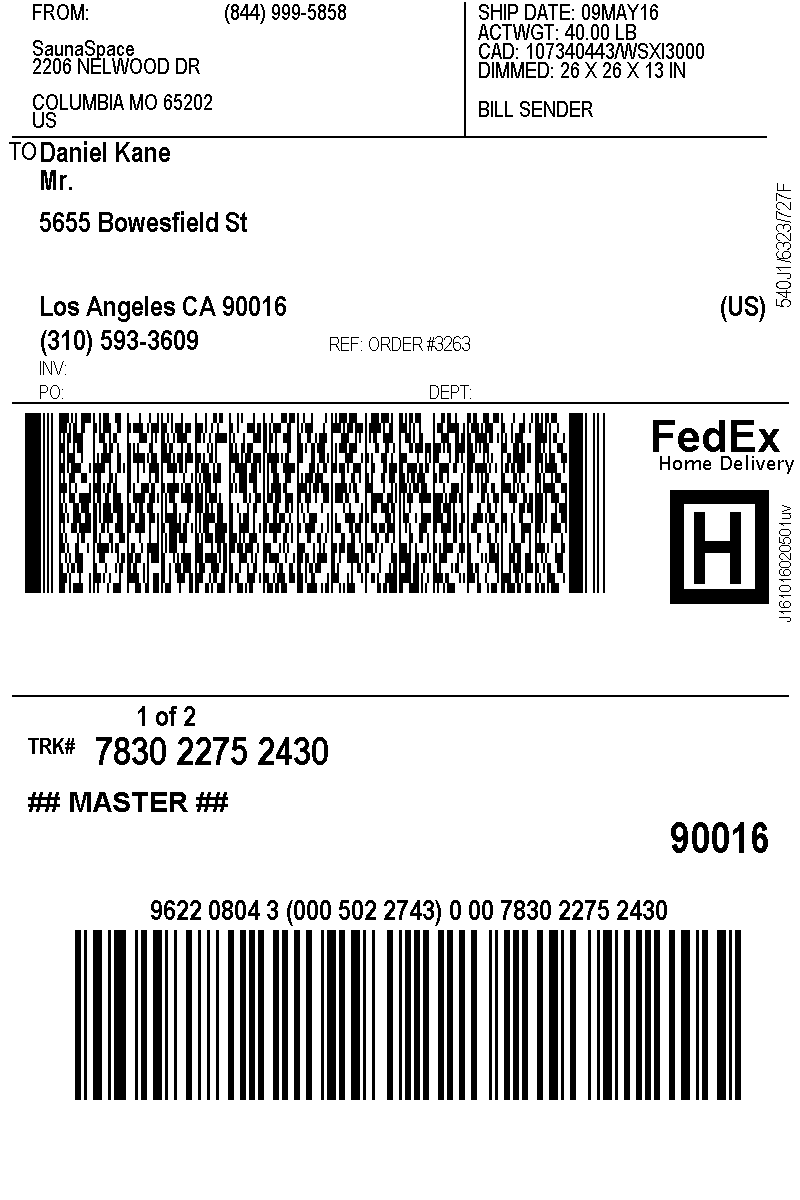 FROM: (844) 999-5858
SaunaSpace
2206 NELWOOD DR
COLUMBIA MO 65202
US
SHIP DATE: 09MAY16
ACTWGT: 40.00 LB
CAD: 107340443/WSXI3000
DIMMED: 26 X 26 X 13 IN
BILL SENDER
TO Daniel Kane
Mr.
5655 Bowesfield St
Los Angeles CA 90016 (US)
(310) 593-3609 REF: ORDER #3263
INV:
PO: DEPT:
540J1/6323/727F
FedEx
Home Delivery
H
J161016020501uv
1 of 2
TRK# 7830 2275 2430
## MASTER ##
90016
9622 0804 3 (000 502 2743) 0 00 7830 2275 2430